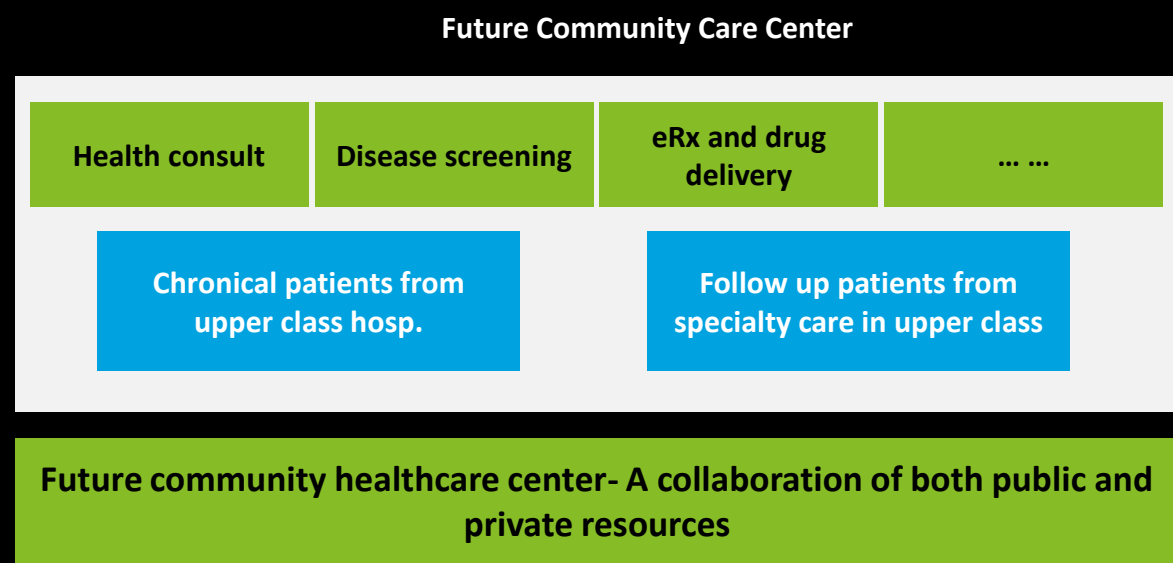 Future Community Care Center
Health consult
Disease screening
eRx and drug
delivery
... ...
Chronical patients from
upper class hosp.
Follow up patients from
specialty care in upper class
Future community healthcare center- A collaboration of both public and
private resources